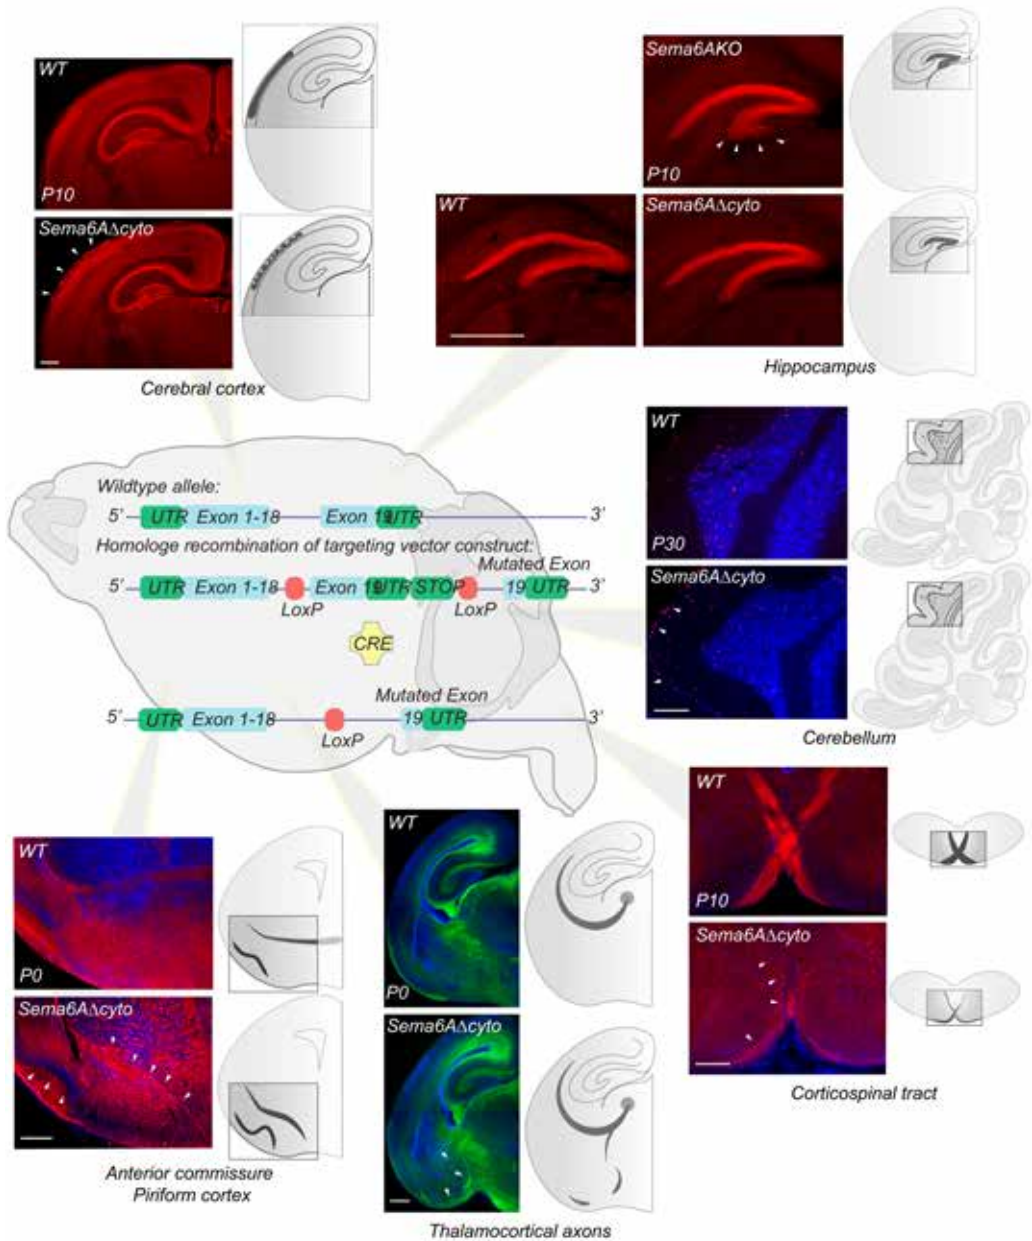 WT
P10
Sema6AΔcyto
Cerebral cortex
Sema6AKO
P10
WT
Sema6AΔcyto
Hippocampus
WT
P30
Sema6AΔcyto
Cerebellum
Wildtype allele:
5' UTR Exon 1-18 Exon 19 UTR 3'
Homologe recombination of targeting vector construct:
Mutated Exon
5' UTR Exon 1-18 Exon 19 UTR STOP 19 UTR 3'
LoxP LoxP
CRE
Mutated Exon
5' UTR Exon 1-18 19 UTR 3'
LoxP
WT
P10
Sema6AΔcyto
Corticospinal tract
WT
P0
Sema6AΔcyto
Anterior commissure
Piriform cortex
WT
P0
Sema6AΔcyto
Thalamocortical axons